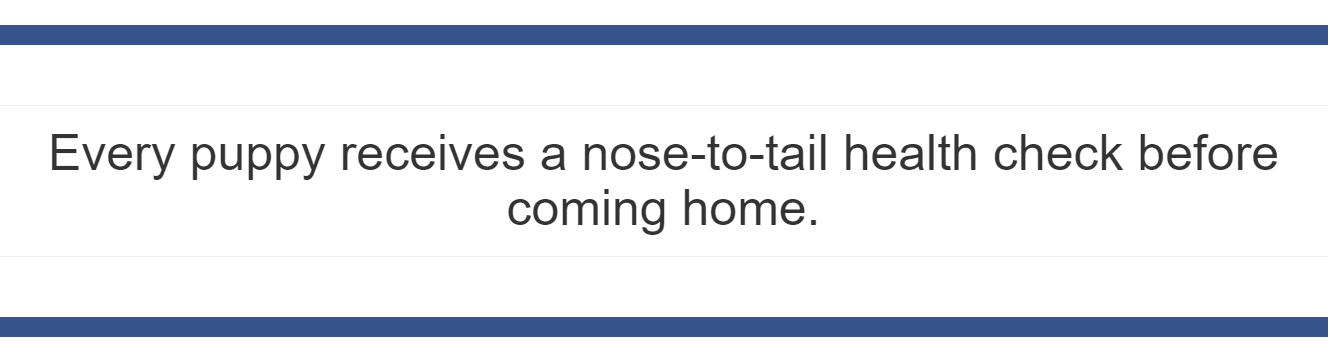 Every puppy receives a nose-to-tail health check before
coming home.